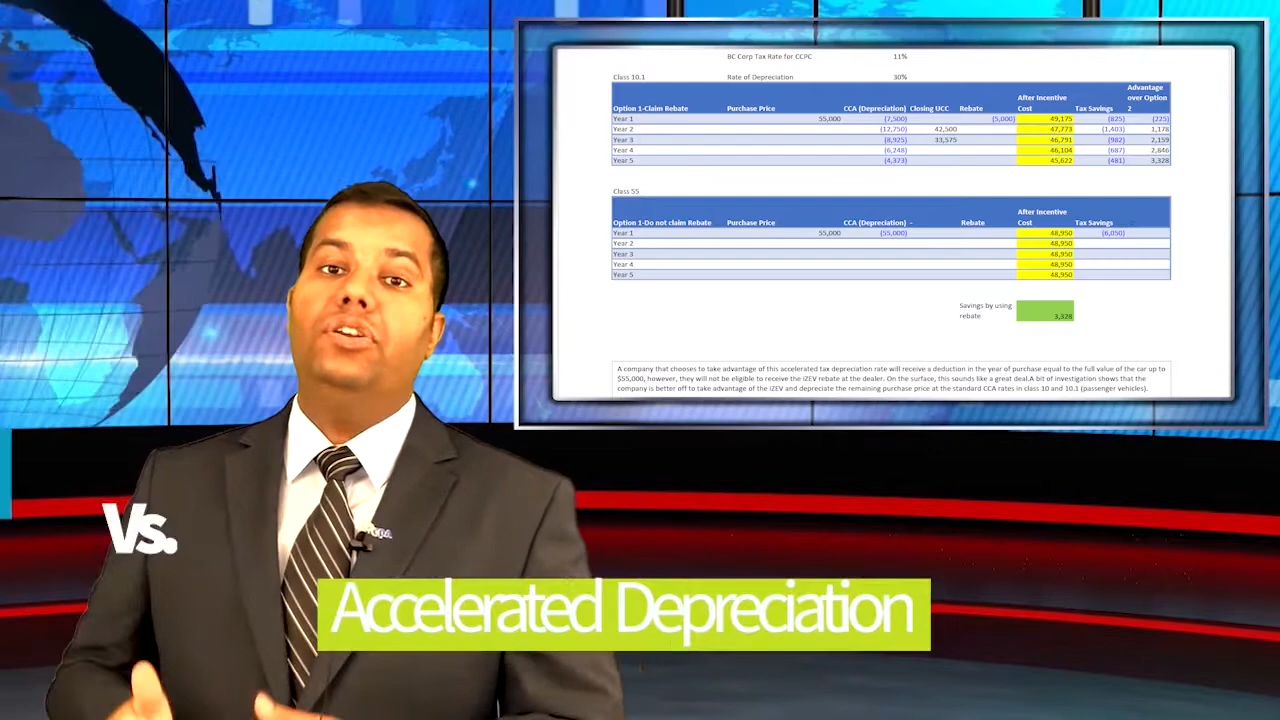 BC Corp Tax Rate for CCPC 11%
Class 10.1 Rate of Depreciation 30%
Option 1-Claim Rebate Purchase Price CCA (Depreciation) Closing UCC Rebate After Incentive Cost Tax Savings Advantage over Option 2
Year 1 55,000 (7,500) (5,000) 49,175 (825) (225)
Year 2 (12,750) 42,500 47,773 (1,403) 1,178
Year 3 (8,925) 33,575 46,791 (982) 2,159
Year 4 (6,248) 46,104 (687) 2,846
Year 5 (4,373) 45,622 (481) 3,328
Class 55
Option 1-Do not claim Rebate Purchase Price CCA (Depreciation) - Rebate After Incentive Cost Tax Savings
Year 1 55,000 (55,000) 48,950 (6,050)
Year 2 48,950
Year 3 48,950
Year 4 48,950
Year 5 48,950
Savings by using
rebate 3,328
A company that chooses to take advantage of this accelerated tax depreciation rate will receive a deduction in the year of purchase equal to the full value of the car up to
$55,000, however, they will not be eligible to receive the iZEV rebate at the dealer. On the surface, this sounds like a great deal.A bit of investigation shows that the
company is better off to take advantage of the iZEV and depreciate the remaining purchase price at the standard CCA rates in class 10 and 10.1 (passenger vehicles).
Vs.
cpa
Accelerated Depreciation